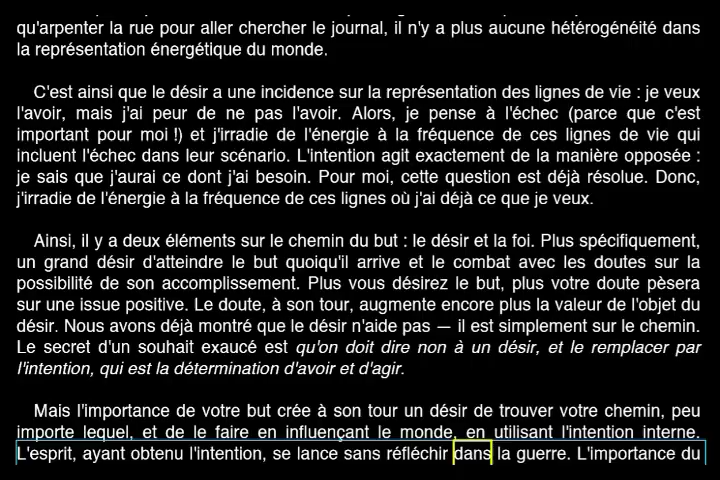 qu'arpenter la rue pour aller chercher le journal, il n'y a plus aucune hétérogénéité dans
la représentation énergétique du monde.
C'est ainsi que le désir a une incidence sur la représentation des lignes de vie : je veux
l'avoir, mais j'ai peur de ne pas l'avoir. Alors, je pense à l'échec (parce que c'est
important pour moi !) et j'irradie de l'énergie à la fréquence de ces lignes de vie qui
incluent l'échec dans leur scénario. L'intention agit exactement de la manière opposée :
je sais que j'aurai ce dont j'ai besoin. Pour moi, cette question est déjà résolue. Donc,
j'irradie de l'énergie à la fréquence de ces lignes où j'ai déjà ce que je veux.
Ainsi, il y a deux éléments sur le chemin du but : le désir et la foi. Plus spécifiquement,
un grand désir d'atteindre le but quoiqu'il arrive et le combat avec les doutes sur la
possibilité de son accomplissement. Plus vous désirez le but, plus votre doute pèsera
sur une issue positive. Le doute, à son tour, augmente encore plus la valeur de l'objet du
désir. Nous avons déjà montré que le désir n'aide pas — il est simplement sur le chemin.
Le secret d'un souhait exaucé est qu'on doit dire non à un désir, et le remplacer par
l'intention, qui est la détermination d'avoir et d'agir.
Mais l'importance de votre but crée à son tour un désir de trouver votre chemin, peu
importe lequel, et de le faire en influençant le monde, en utilisant l'intention interne.
L'esprit, ayant obtenu l'intention, se lance sans réfléchir dans la guerre. L'importance du